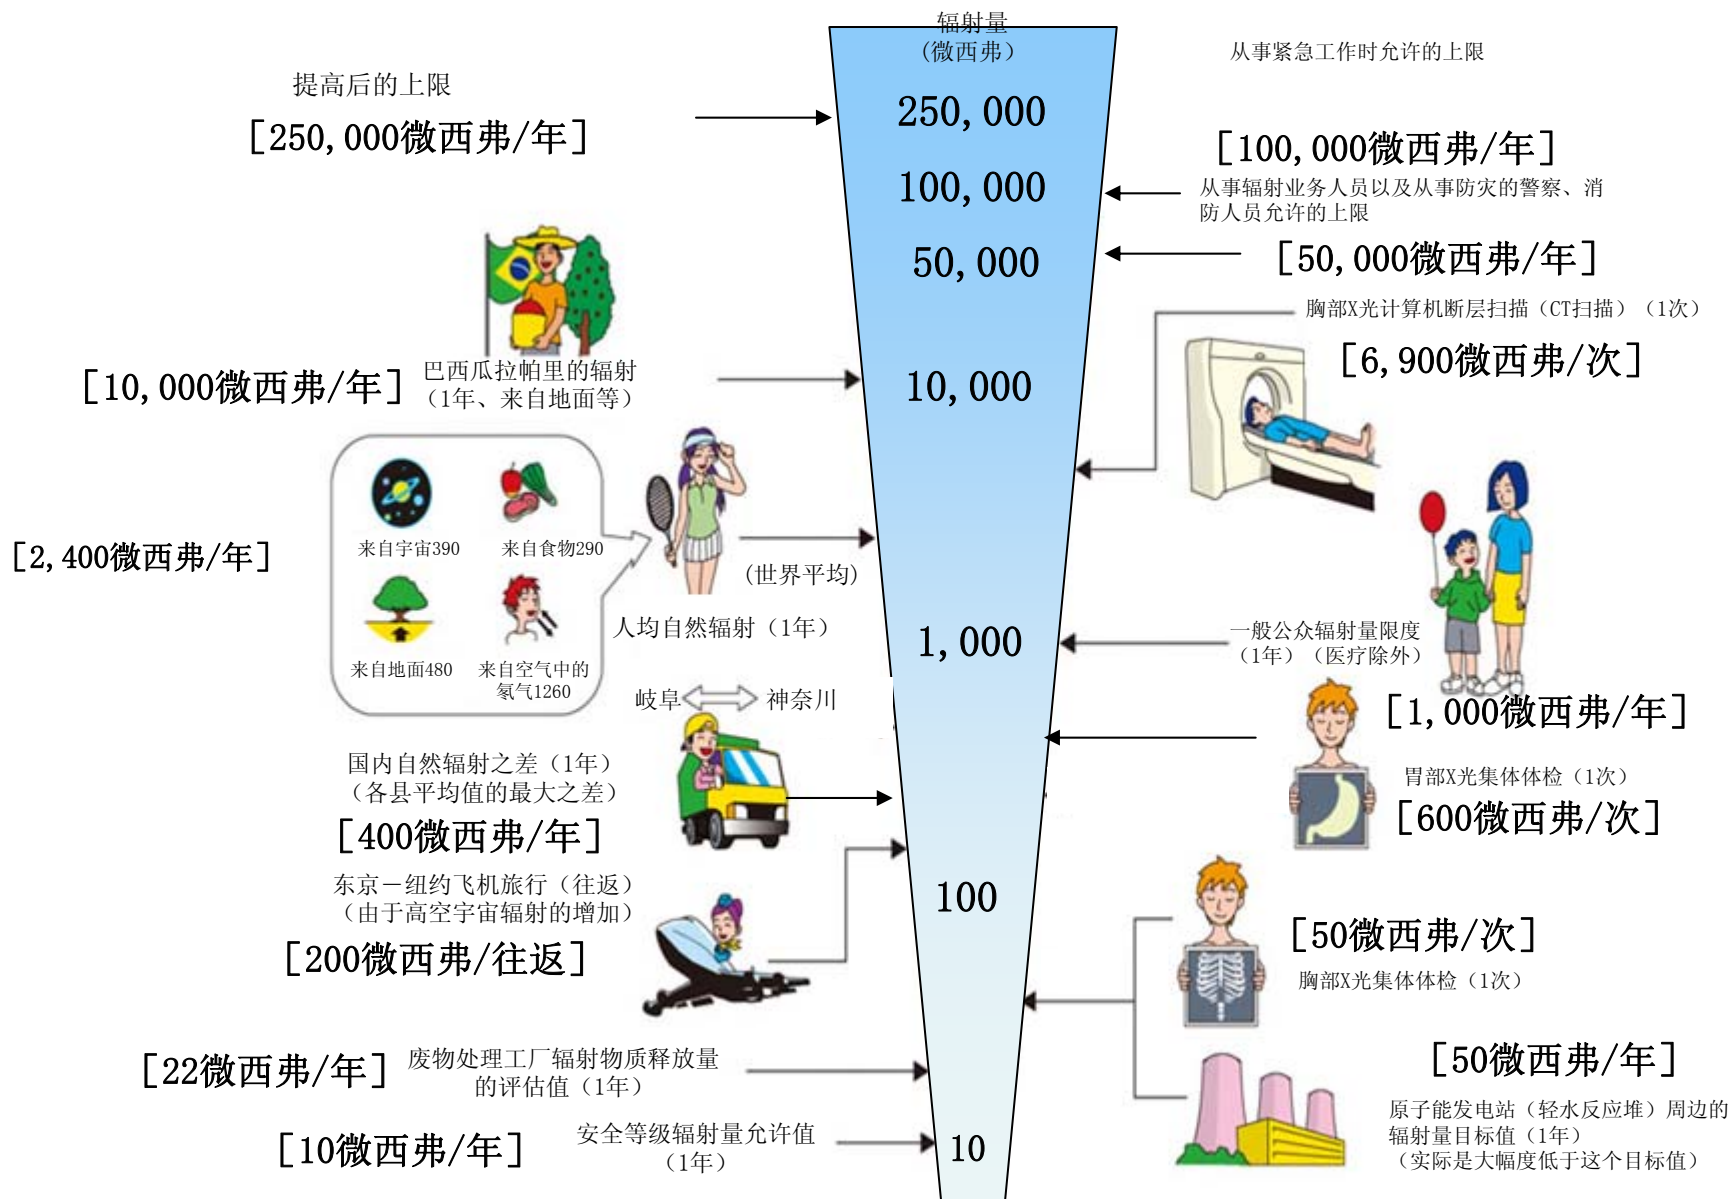 辐射量
(微西弗)
250,000
100,000
50,000
10,000
1,000
100
10
提高后的上限
[250,000微西弗/年]
[10,000微西弗/年]
巴西瓜拉帕里的辐射
（1年、来自地面等）
来自宇宙390
来自食物290
来自地面480
来自空气中的
氡气1260
[2,400微西弗/年]
(世界平均)
人均自然辐射（1年）
岐阜
神奈川
国内自然辐射之差（1年）
（各县平均值的最大之差）
[400微西弗/年]
东京－纽约飞机旅行（往返）
（由于高空宇宙辐射的增加）
[200微西弗/往返]
[22微西弗/年]
废物处理工厂辐射物质释放量
的评估值（1年）
[10微西弗/年]
安全等级辐射量允许值
（1年）
从事紧急工作时允许的上限
[100,000微西弗/年]
从事辐射业务人员以及从事防灾的警察、消
防人员允许的上限
[50,000微西弗/年]
胸部X光计算机断层扫描（CT扫描）（1次）
[6,900微西弗/次]
一般公众辐射量限度
（1年）（医疗除外）
[1,000微西弗/年]
胃部X光集体体检（1次）
[600微西弗/次]
[50微西弗/次]
胸部X光集体体检（1次）
[50微西弗/年]
原子能发电站（轻水反应堆）周边的
辐射量目标值（1年）
（实际是大幅度低于这个目标值）